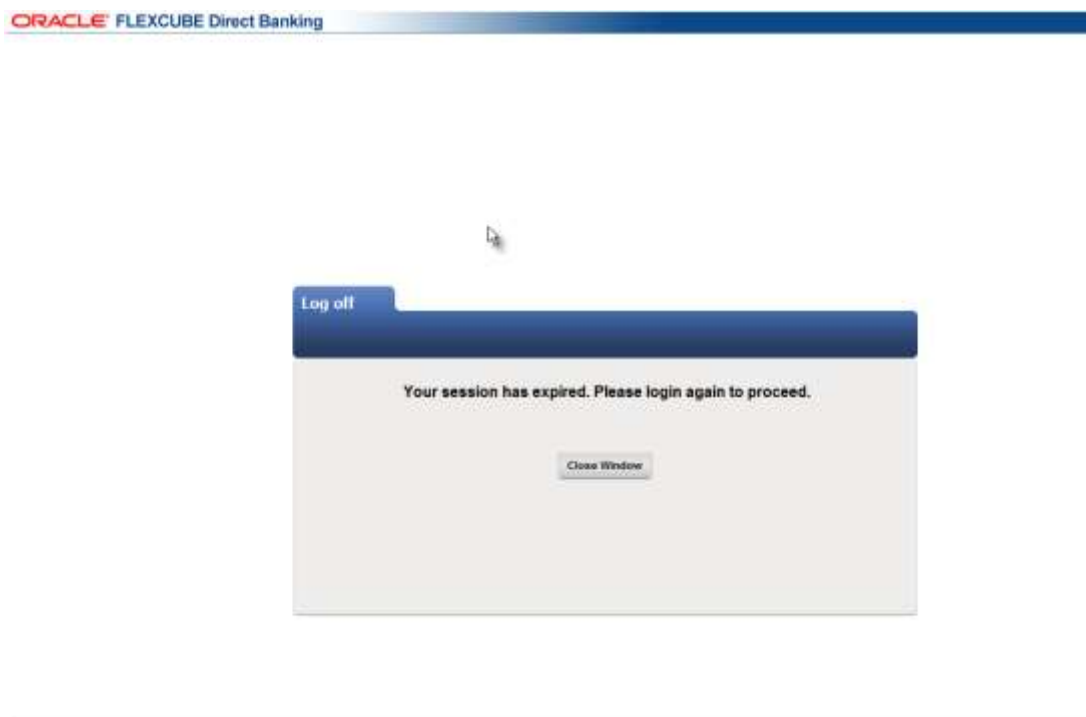 ORACLE FLEXCUBE Direct Banking
Log off
Your session has expired. Please login again to proceed.
Close Window